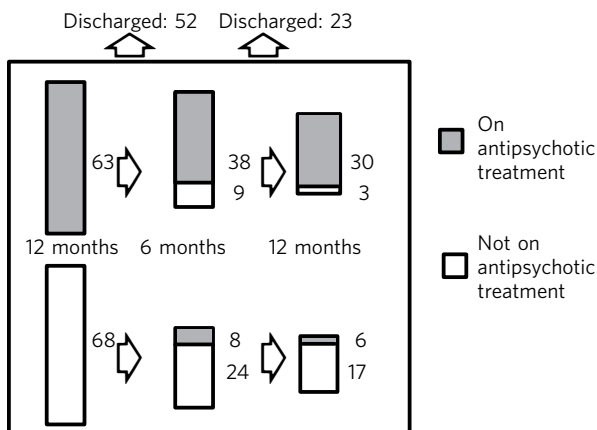 Discharged: 52 Discharged: 23
63 38 30
9 3
12 months 6 months 12 months
68 8 6
24 17
On
antipsychotic
treatment
Not on
antipsychotic
treatment